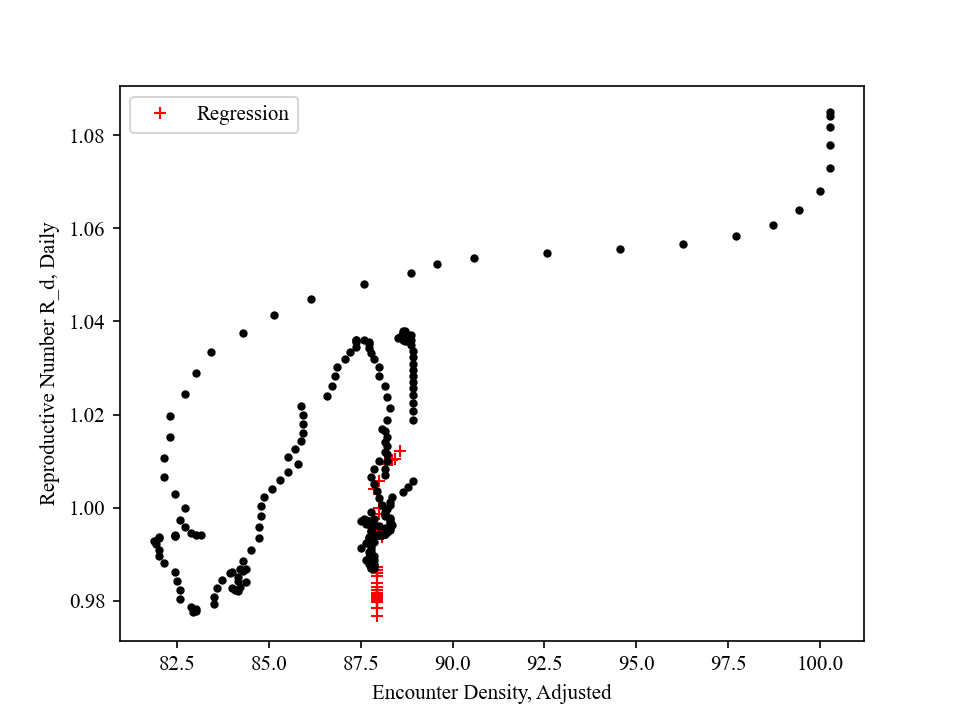 Regression
1.08
1.06
1.04
1.02
1.00
0.98
Reproductive Number R_d, Daily
82.5 85.0 87.5 90.0 92.5 95.0 97.5 100.0
Encounter Density, Adjusted